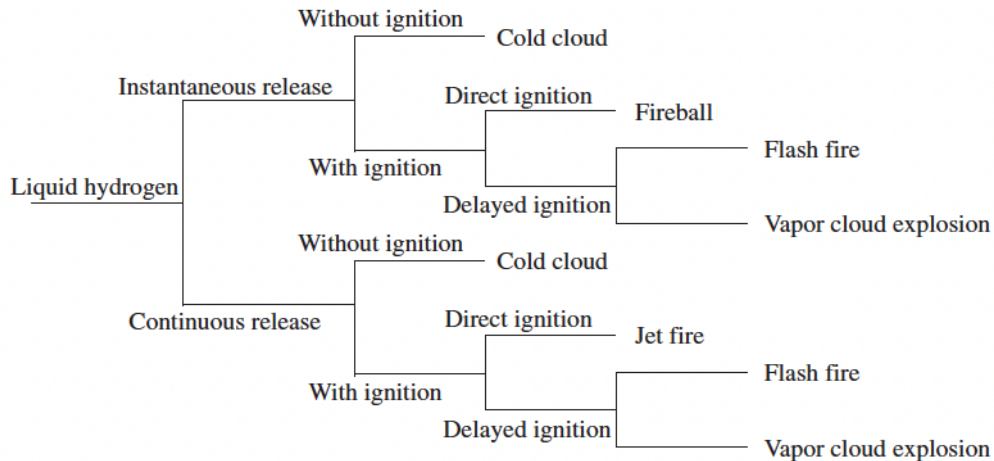 Without ignition
Cold cloud
Instantaneous release
Direct ignition
Fireball
Flash fire
With ignition
Liquid hydrogen
Delayed ignition
Vapor cloud explosion
Without ignition
Cold cloud
Continuous release
Direct ignition
Jet fire
Flash fire
With ignition
Delayed ignition
Vapor cloud explosion